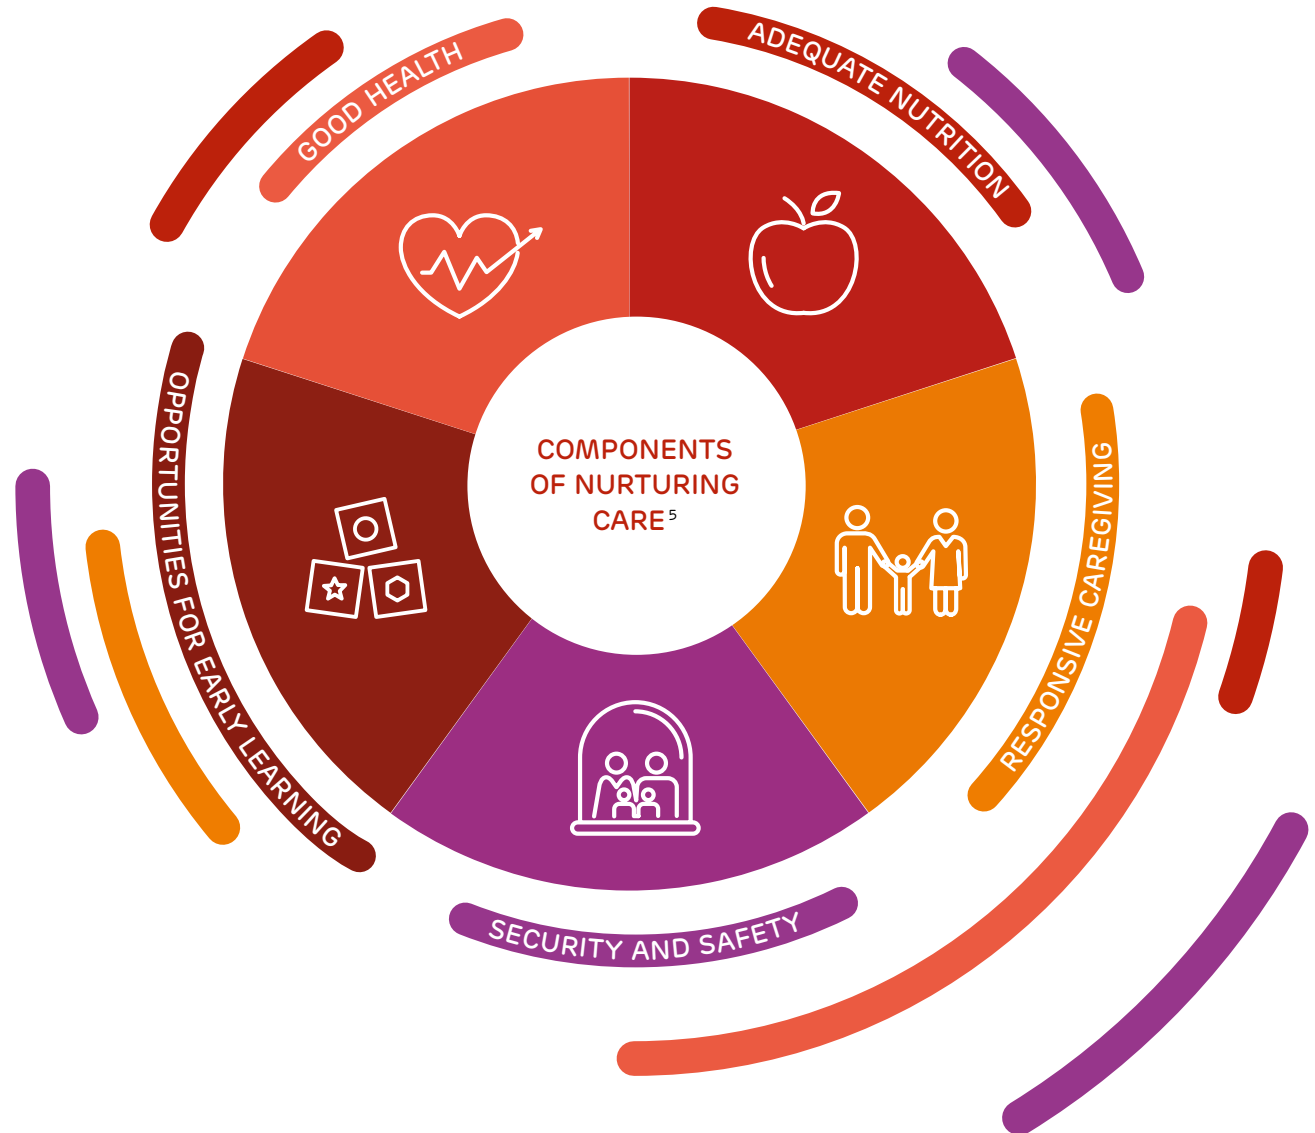 GOOD HEALTH
ADEQUATE NUTRITION
COMPONENTS
OF NURTURING
CARE⁵
RESPONSIVE CAREGIVING
OPPORTUNITIES FOR EARLY LEARNING
SECURITY AND SAFETY